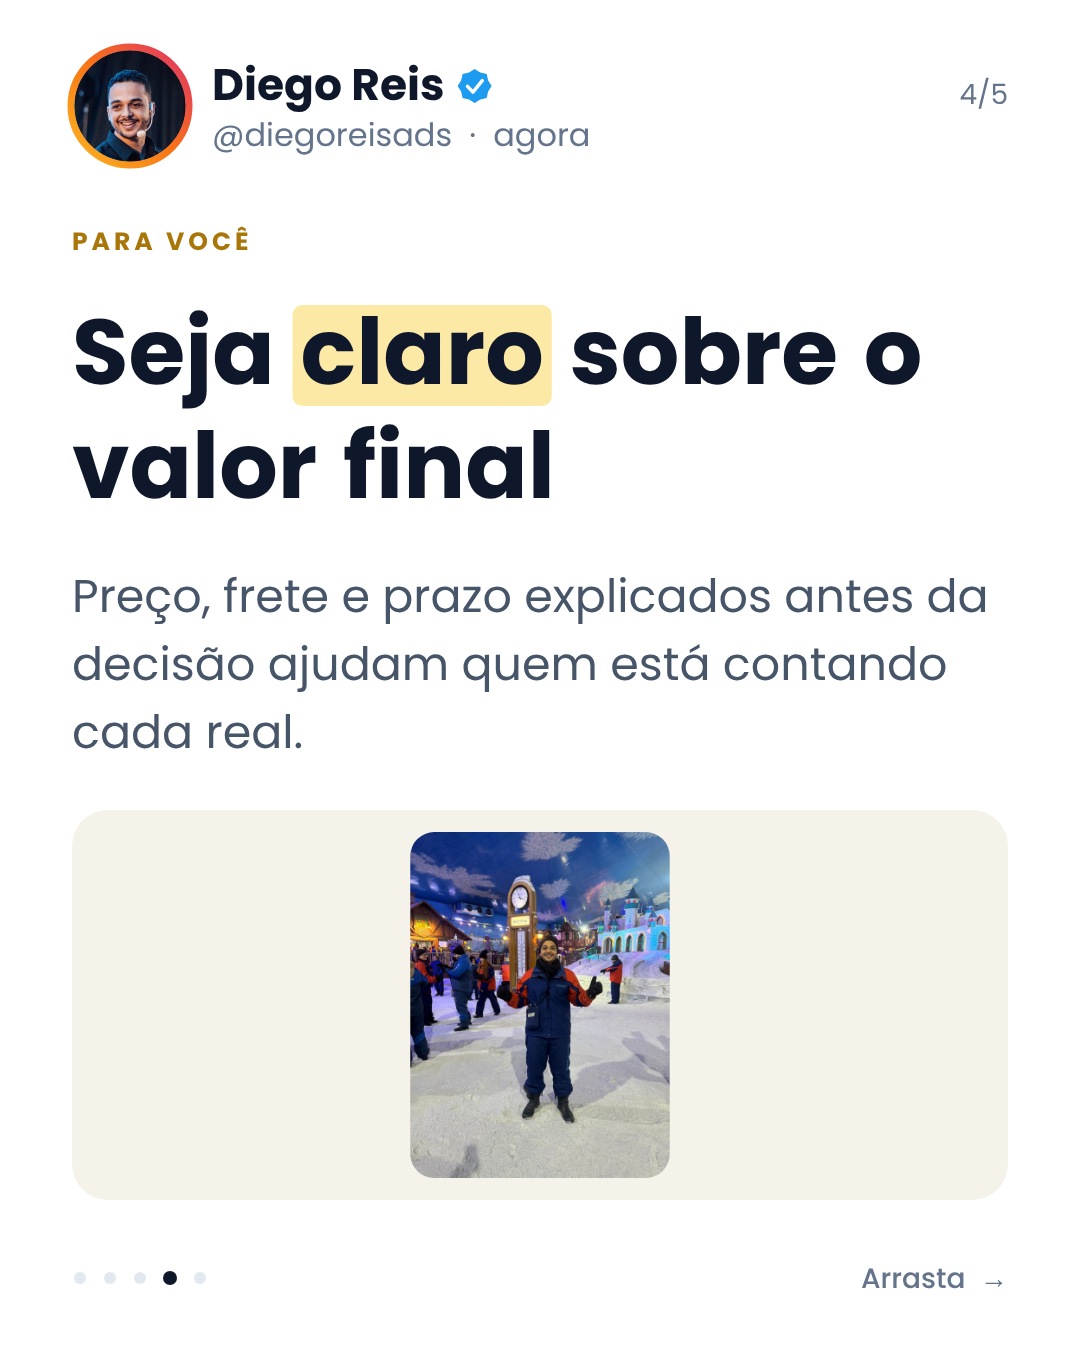 Diego Reis
@diegoreisads · agora
4/5
PARA VOCÊ
Seja claro sobre o
valor final
Preço, frete e prazo explicados antes da
decisão ajudam quem está contando
cada real.
Arrasta →